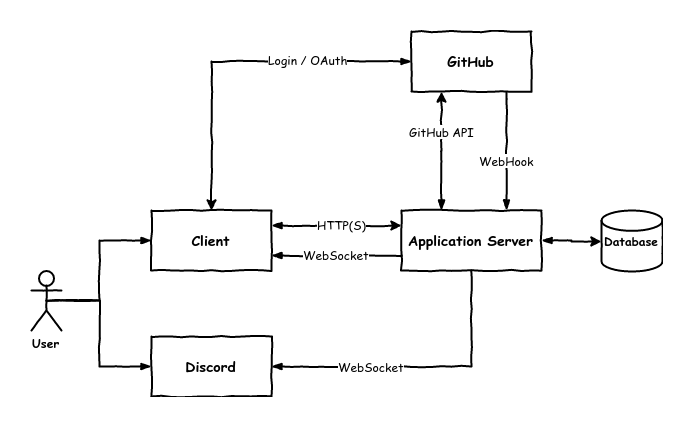 Login / OAuth
GitHub
GitHub API
WebHook
Client
HTTP(S)
Application Server
Database
WebSocket
User
Discord
WebSocket